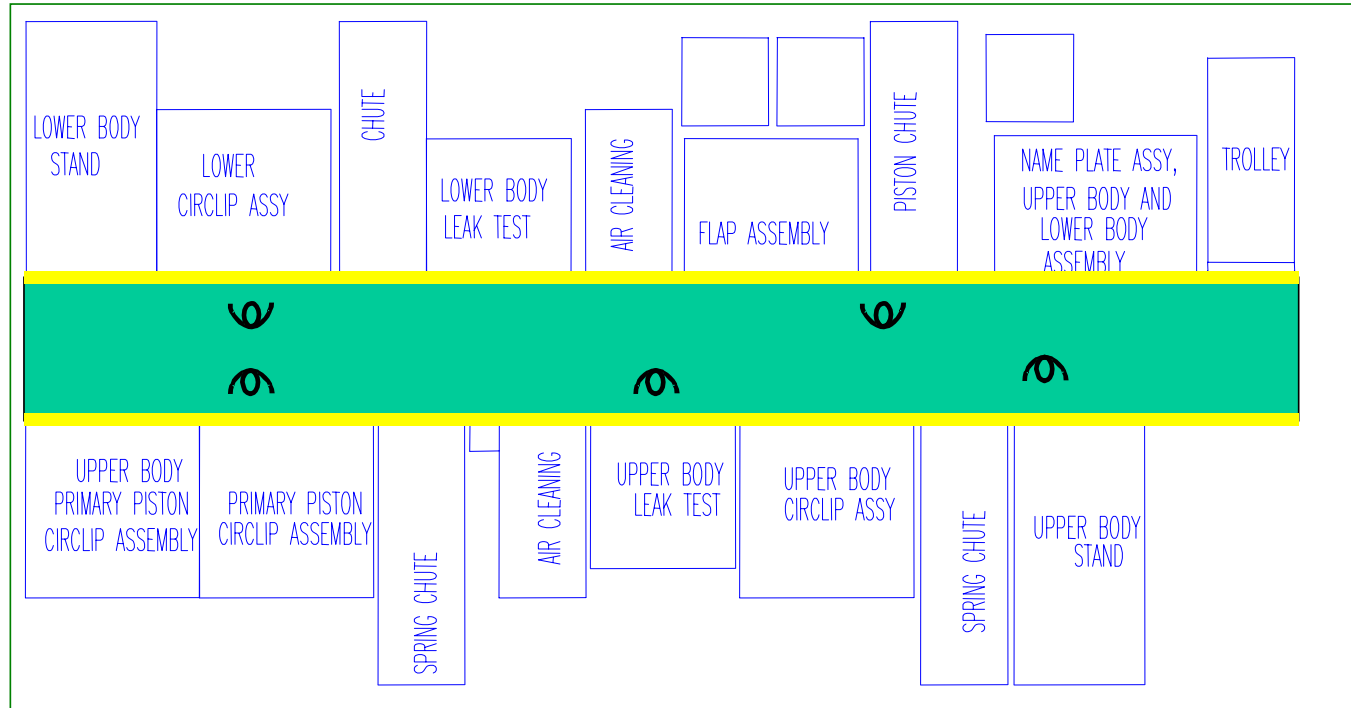 LOWER BODY
STAND
LOWER
CIRCLIP ASSY
CHUTE
LOWER BODY
LEAK TEST
AIR CLEANING
FLAP ASSEMBLY
PISTON CHUTE
NAME PLATE ASSY,
UPPER BODY AND
LOWER BODY
ASSEMBLY
TROLLEY
UPPER BODY
PRIMARY PISTON
CIRCLIP ASSEMBLY
PRIMARY PISTON
CIRCLIP ASSEMBLY
SPRING CHUTE
AIR CLEANING
UPPER BODY
LEAK TEST
UPPER BODY
CIRCLIP ASSY
SPRING CHUTE
UPPER BODY
STAND